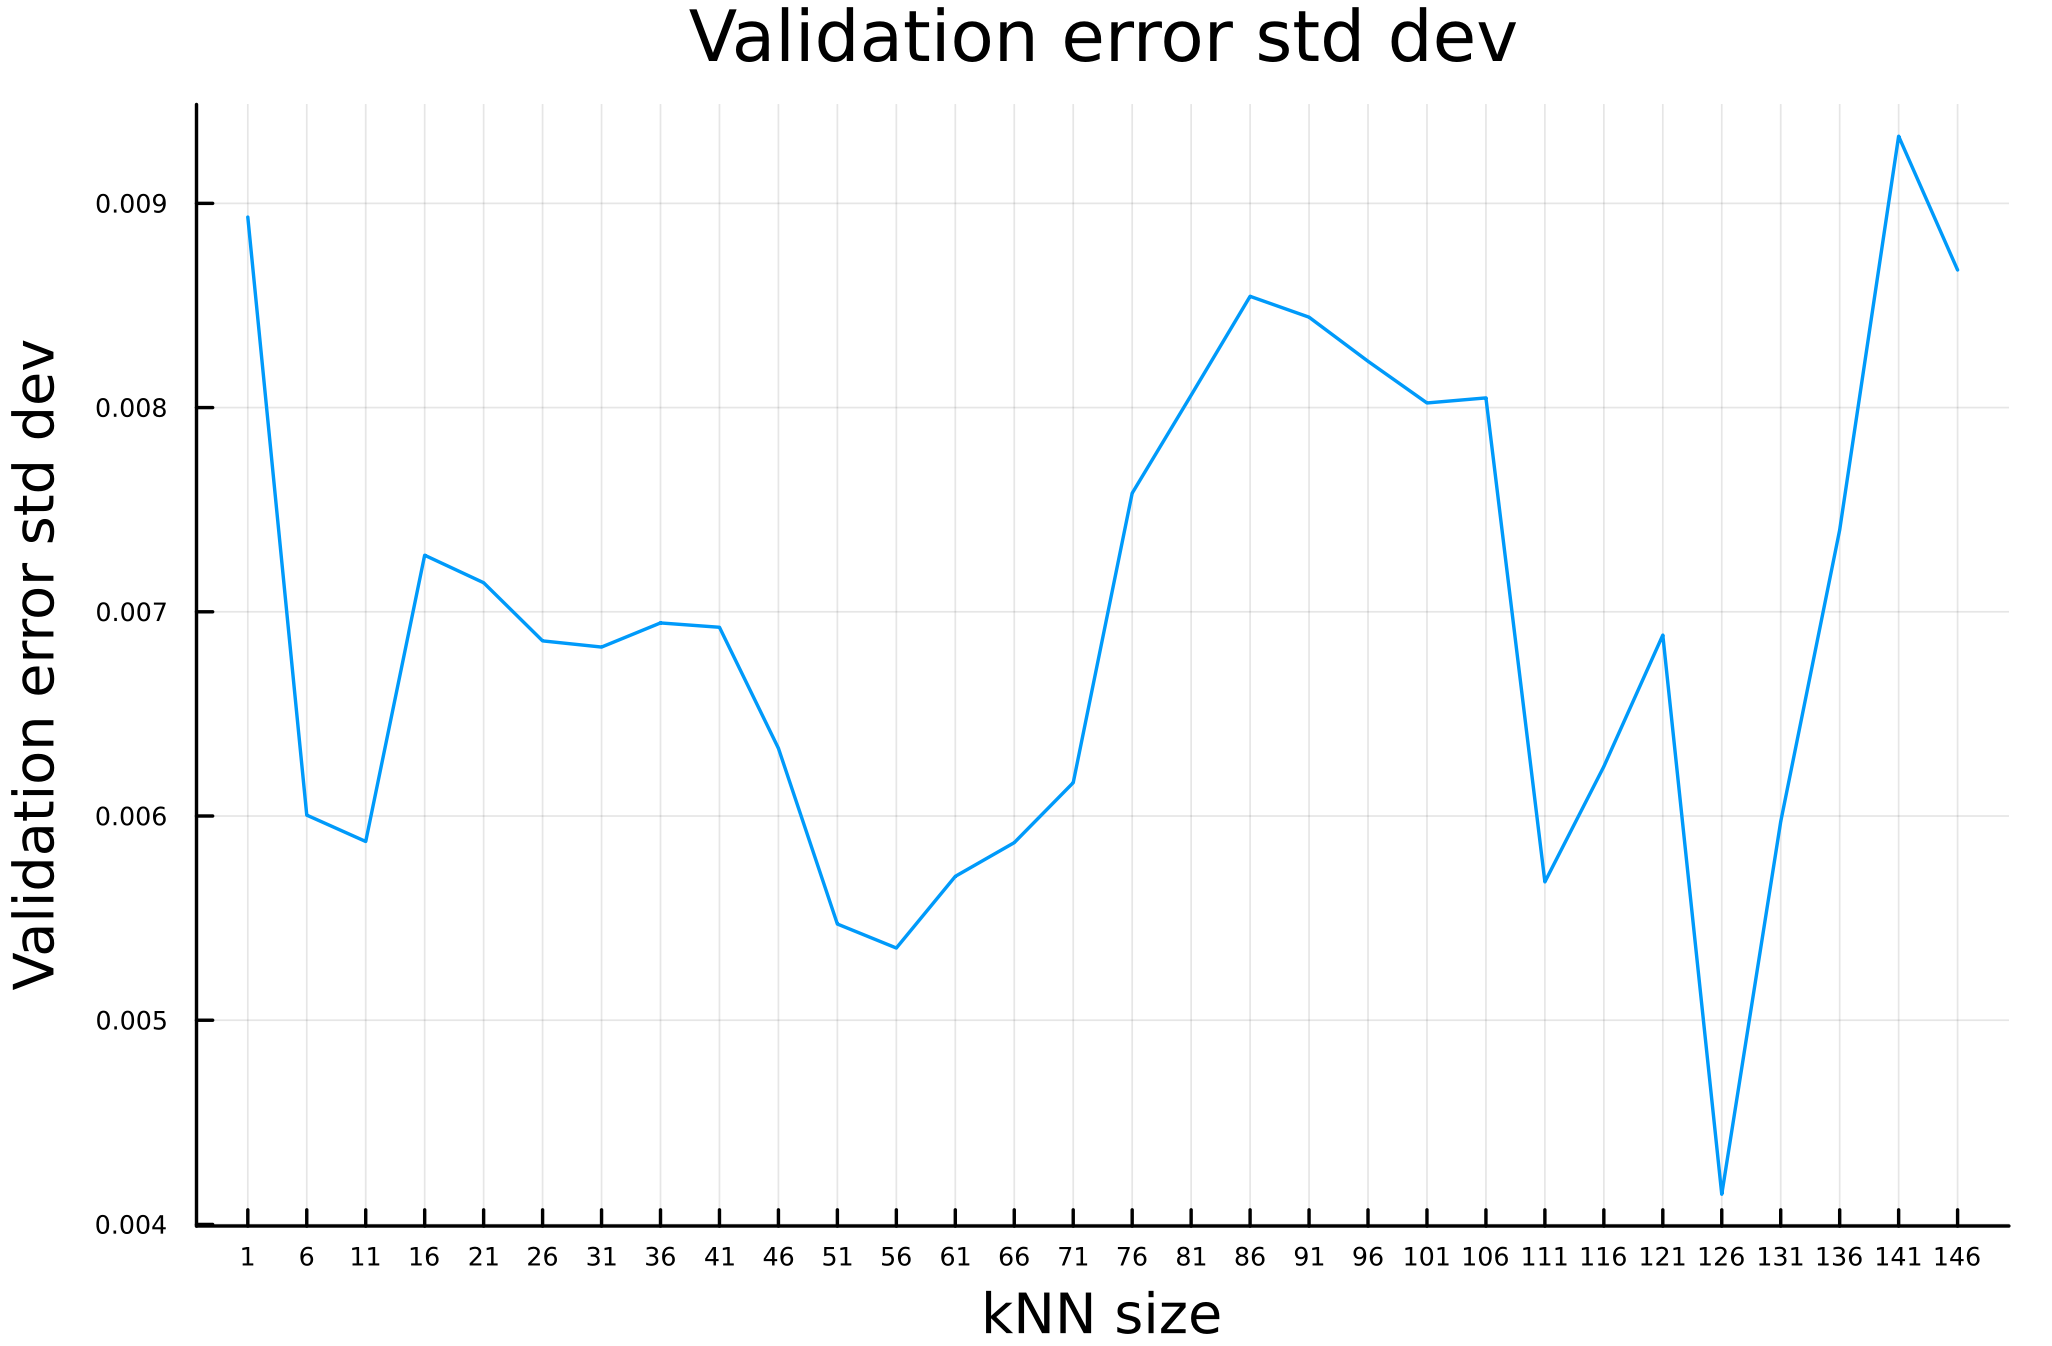 Validation error std dev
Validation error std dev
0.009
0.008
0.007
0.006
0.005
0.004
1 6 11 16 21 26 31 36 41 46 51 56 61 66 71 76 81 86 91 96 101 106 111 116 121 126 131 136 141 146
kNN size